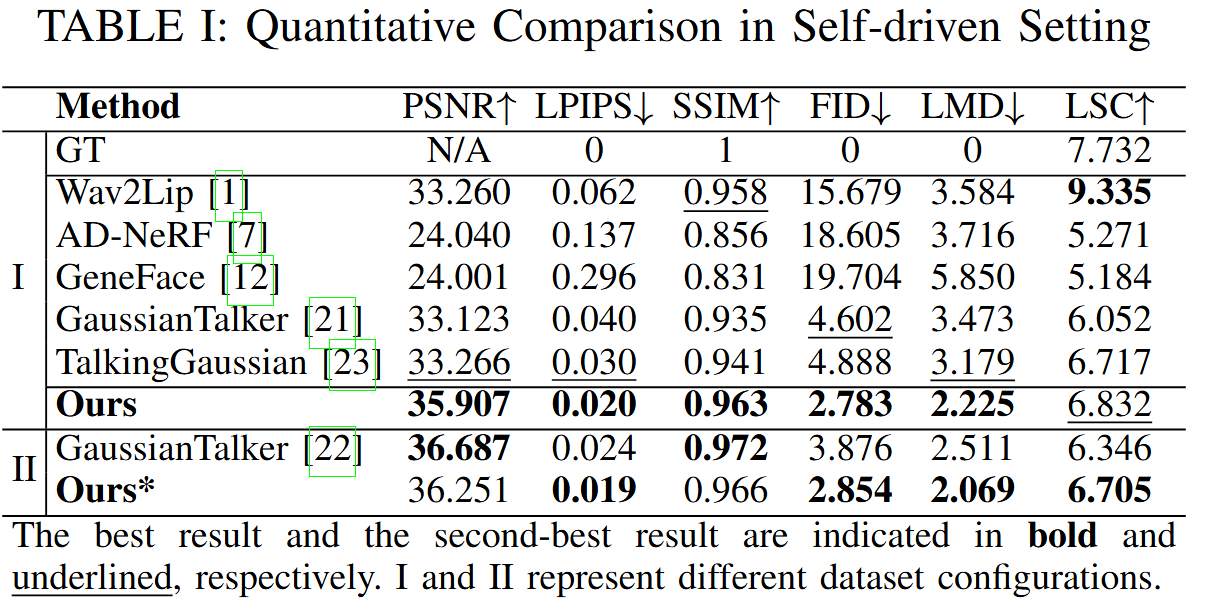 TABLE I: Quantitative Comparison in Self-driven Setting
Method PSNR↑ LPIPS↓ SSIM↑ FID↓ LMD↓ LSC↑
GT N/A 0 1 0 0 7.732
Wav2Lip [1] 33.260 0.062 0.958 15.679 3.584 9.335
AD-NeRF [7] 24.040 0.137 0.856 18.605 3.716 5.271
I GeneFace [12] 24.001 0.296 0.831 19.704 5.850 5.184
GaussianTalker [21] 33.123 0.040 0.935 4.602 3.473 6.052
TalkingGaussian [23] 33.266 0.030 0.941 4.888 3.179 6.717
Ours 35.907 0.020 0.963 2.783 2.225 6.832
II GaussianTalker [22] 36.687 0.024 0.972 3.876 2.511 6.346
Ours* 36.251 0.019 0.966 2.854 2.069 6.705
The best result and the second-best result are indicated in bold and
underlined, respectively. I and II represent different dataset configurations.